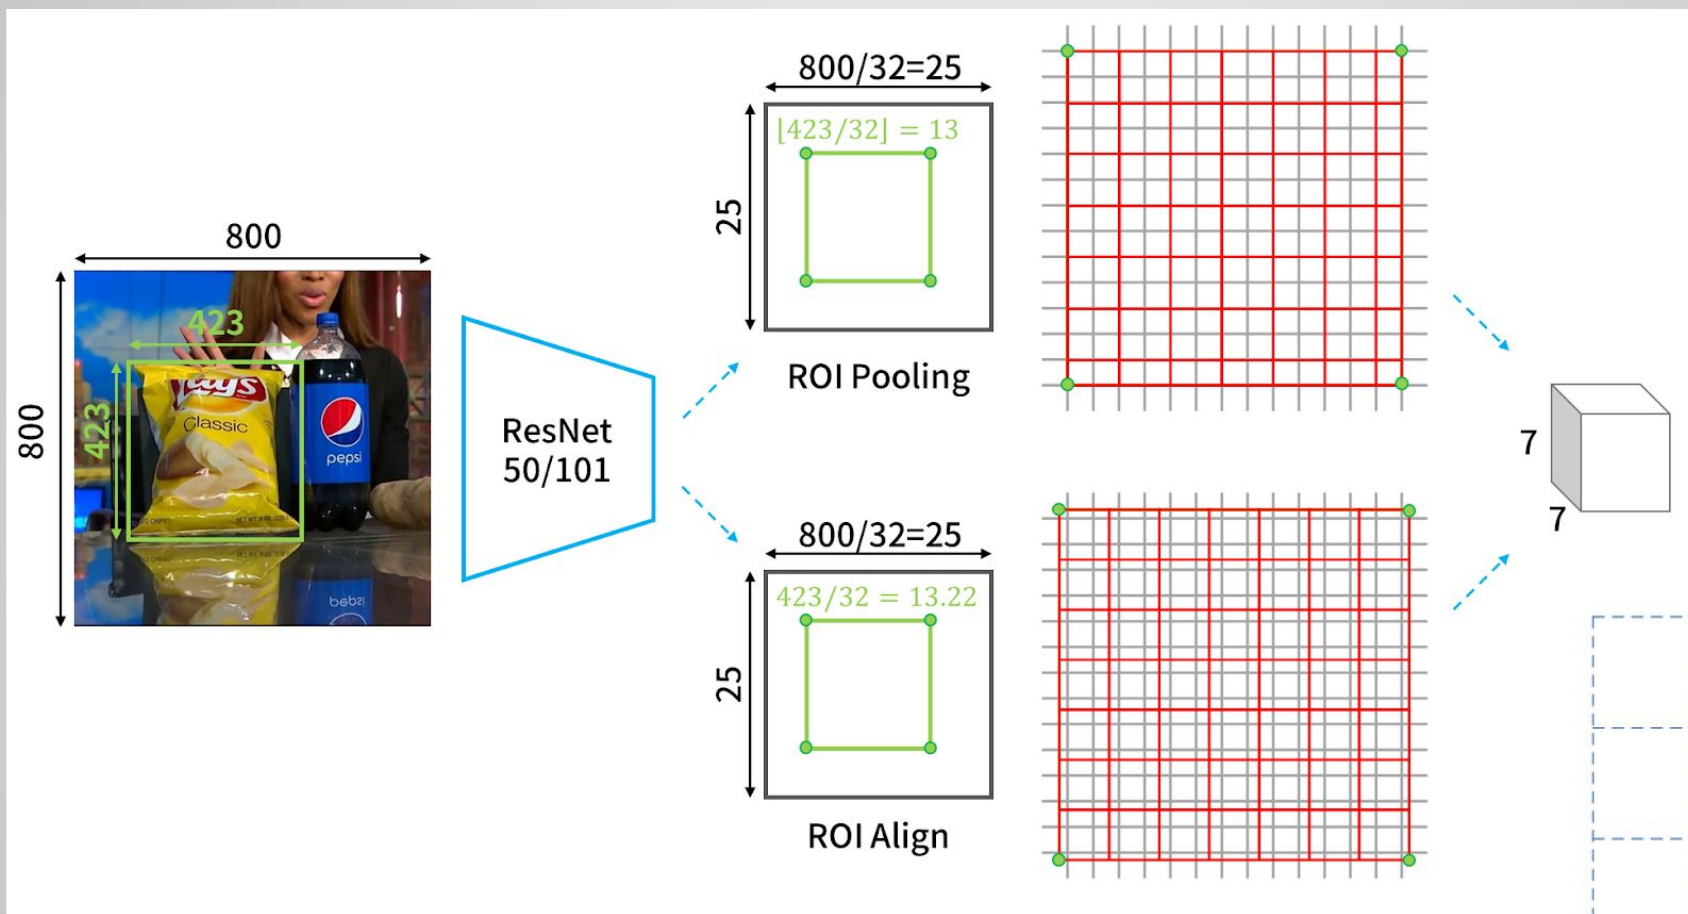 800
800
423
423
Lay's
Classic
pepsi
ResNet
50/101
800/32=25
25
⌊423/32⌋ = 13
ROI Pooling
800/32=25
25
423/32 = 13.22
ROI Align
7
7